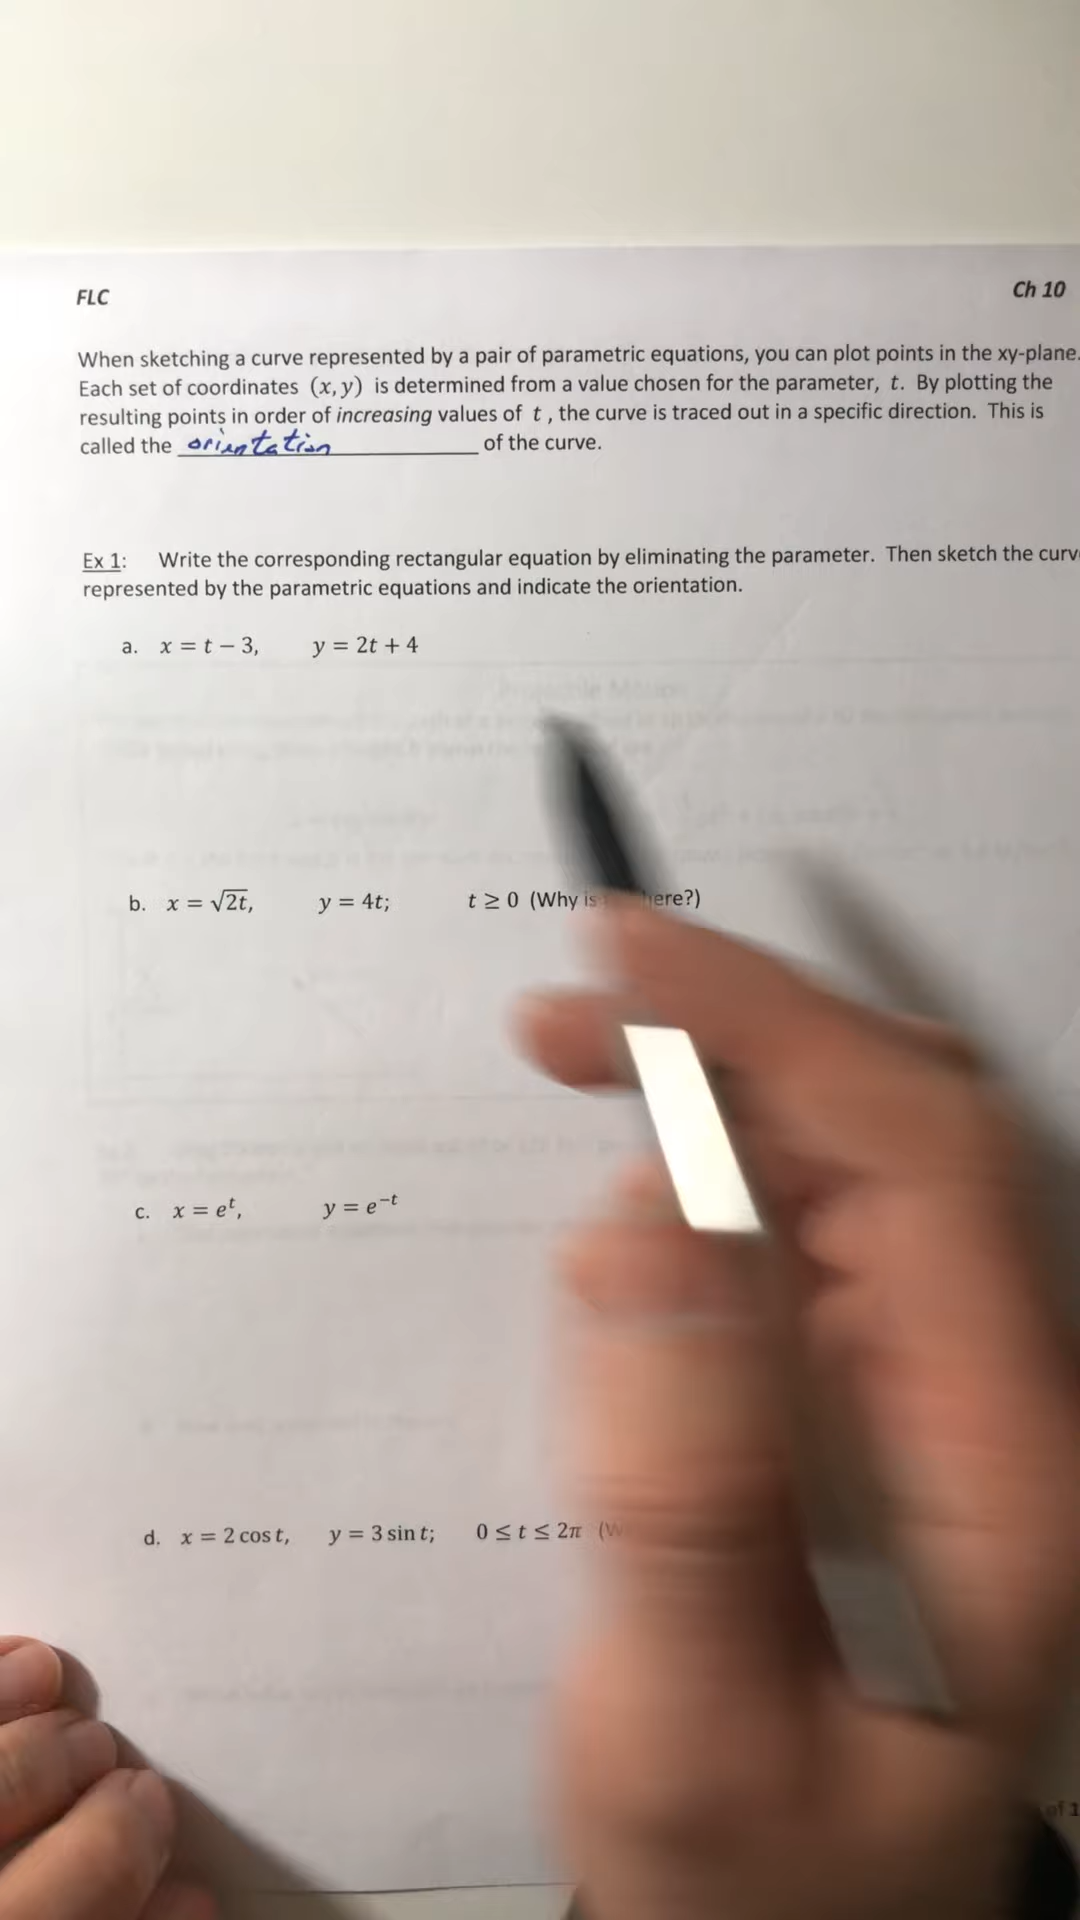 FLC
Ch 10
When sketching a curve represented by a pair of parametric equations, you can plot points in the xy-plane.
Each set of coordinates (x, y) is determined from a value chosen for the parameter, t. By plotting the
resulting points in order of increasing values of t , the curve is traced out in a specific direction. This is
called the orientation of the curve.
Ex 1: Write the corresponding rectangular equation by eliminating the parameter. Then sketch the
represented by the parametric equations and indicate the orientation.
a. x = t − 3, y = 2t + 4
Projectile Motion
b. x = √2t, y = 4t; t ≥ 0 (Why is here?)
c. x = e^t, y = e^−t
d. x = 2 cos t, y = 3 sin t; 0 ≤ t ≤ 2π
of 1